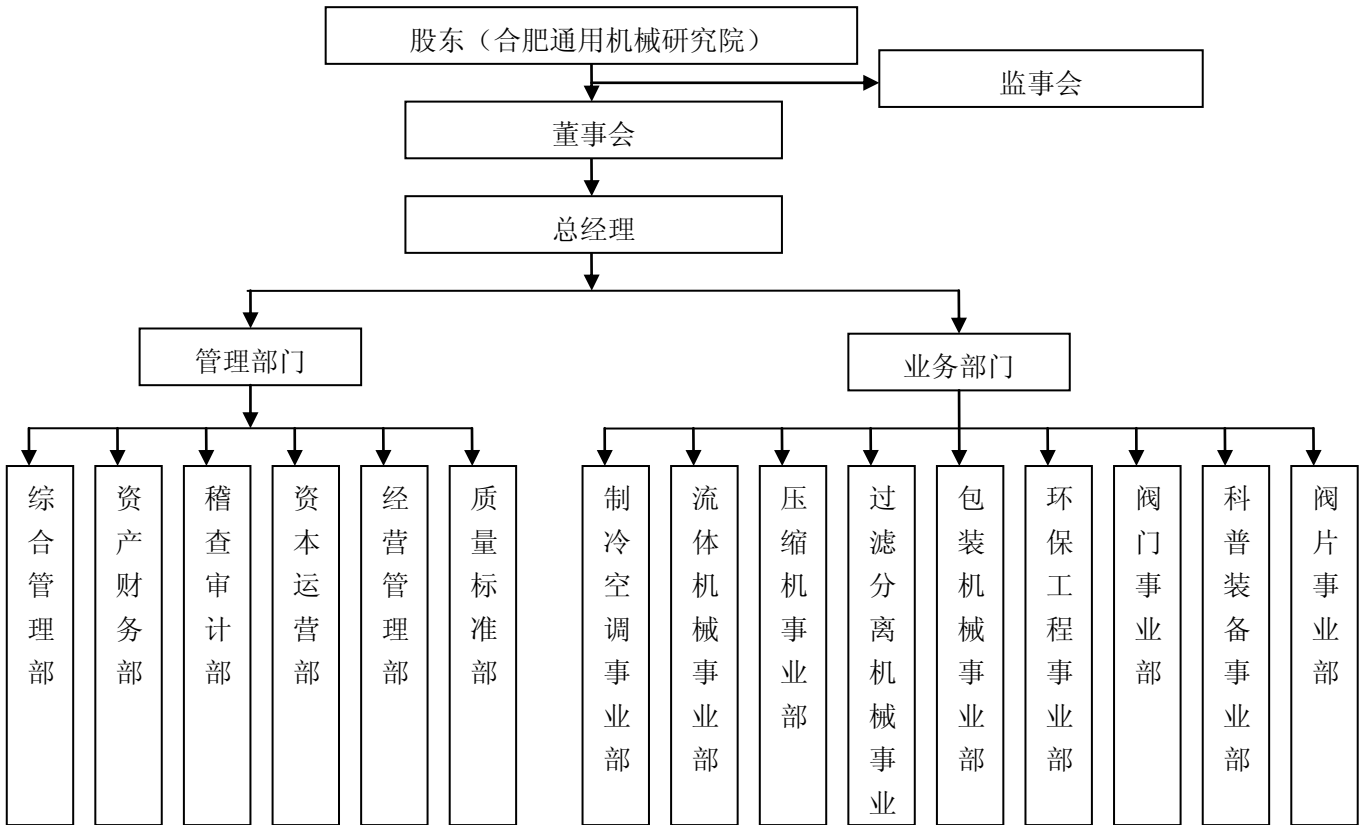 股东（合肥通用机械研究院）
监事会
董事会
总经理
管理部门
业务部门
综合管理部
资产财务部
稽查审计部
资本运营部
经营管理部
质量标准部
制冷空调事业部
流体机械事业部
压缩机事业部
过滤分离机械事业
包装机械事业部
环保工程事业部
阀门事业部
科普装备事业部
阀片事业部